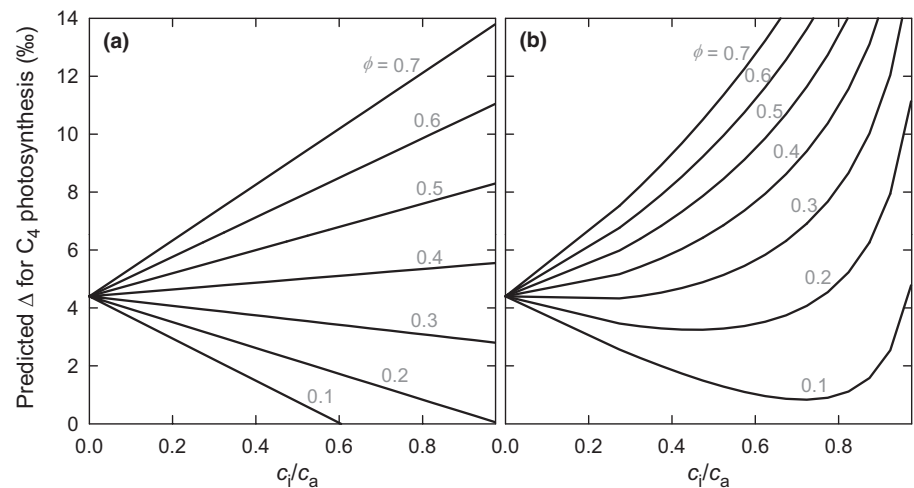 Predicted Δ for C₄ photosynthesis (‰)
(a)
14
12
10
8
6
4
2
0
ϕ = 0.7
0.6
0.5
0.4
0.3
0.2
0.1
0.0 0.2 0.4 0.6 0.8
cᵢ/cₐ
(b)
ϕ = 0.7
0.6
0.5
0.4
0.3
0.2
0.1
0.0 0.2 0.4 0.6 0.8
cᵢ/cₐ